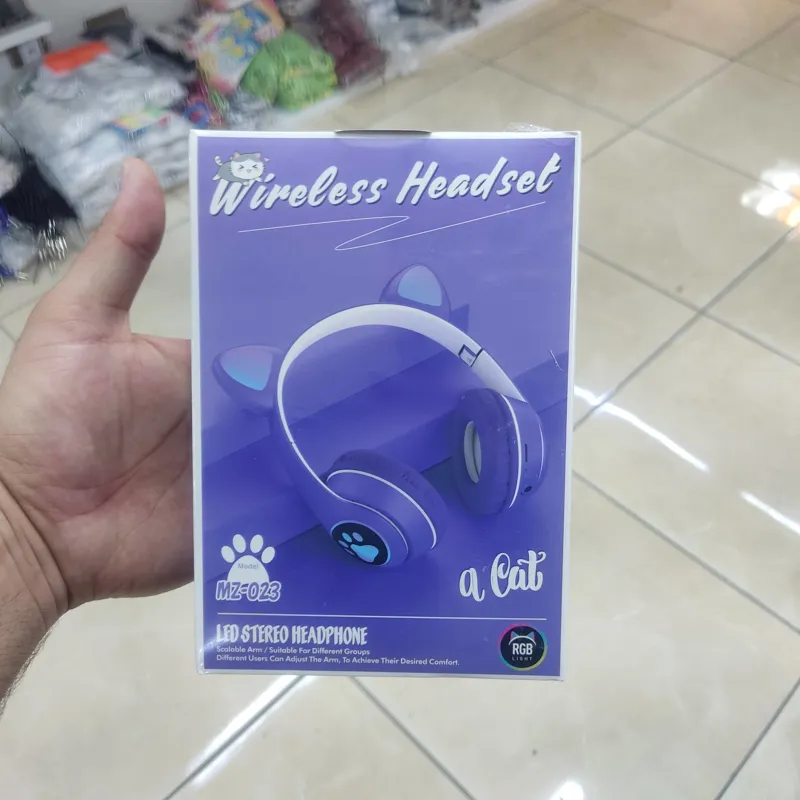 Wireless Headset
Model
MZ-023
a Cat
LED STEREO HEADPHONE
Scalable Arm / Suitable For Different Groups
Different Users Can Adjust The Arm, To Achieve Their Desired Comfort.
RGB
LIGHT